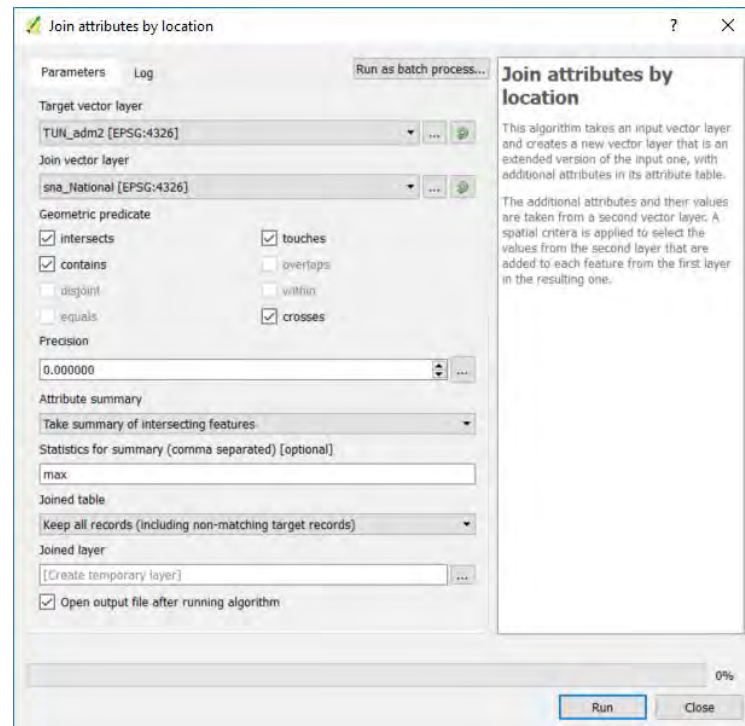 Join attributes by location
?
Parameters
Log
Run as batch process...
Target vector layer
TUN_adm2 [EPSG:4326]
...
Join vector layer
sna_National [EPSG:4326]
...
Geometric predicate
intersects
touches
contains
overlaps
disjoint
within
equals
crosses
Precision
0.000000
...
Attribute summary
Take summary of intersecting features
Statistics for summary (comma separated) [optional]
max
Joined table
Keep all records (including non-matching target records)
Joined layer
[Create temporary layer]
...
Open output file after running algorithm
Join attributes by
location
This algorithm takes an input vector layer
and creates a new vector layer that is an
extended version of the input one, with
additional attributes in its attribute table.
The additional attributes and their values
are taken from a second vector layer. A
spatial critera is applied to select the
values from the second layer that are
added to each feature from the first layer
in the resulting one.
0%
Run
Close